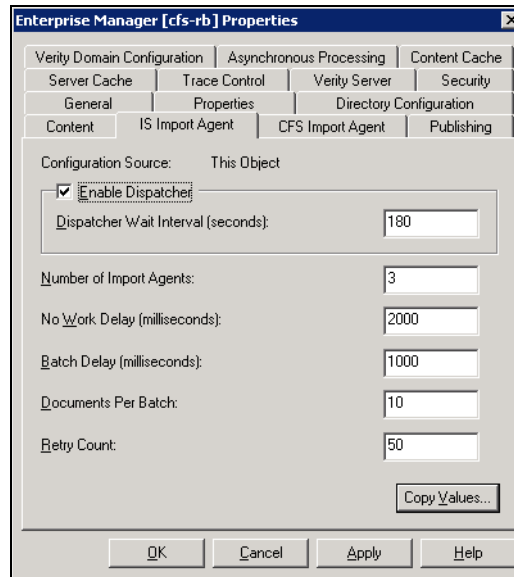 Enterprise Manager [cfs-rb] Properties
Verity Domain Configuration Asynchronous Processing Content Cache
Server Cache Trace Control Verity Server Security
General Properties Directory Configuration
Content IS Import Agent CFS Import Agent Publishing
Configuration Source: This Object
Enable Dispatcher
Dispatcher Wait Interval (seconds): 180
Number of Import Agents: 3
No Work Delay (milliseconds): 2000
Batch Delay (milliseconds): 1000
Documents Per Batch: 10
Retry Count: 50
Copy Values...
OK Cancel Apply Help